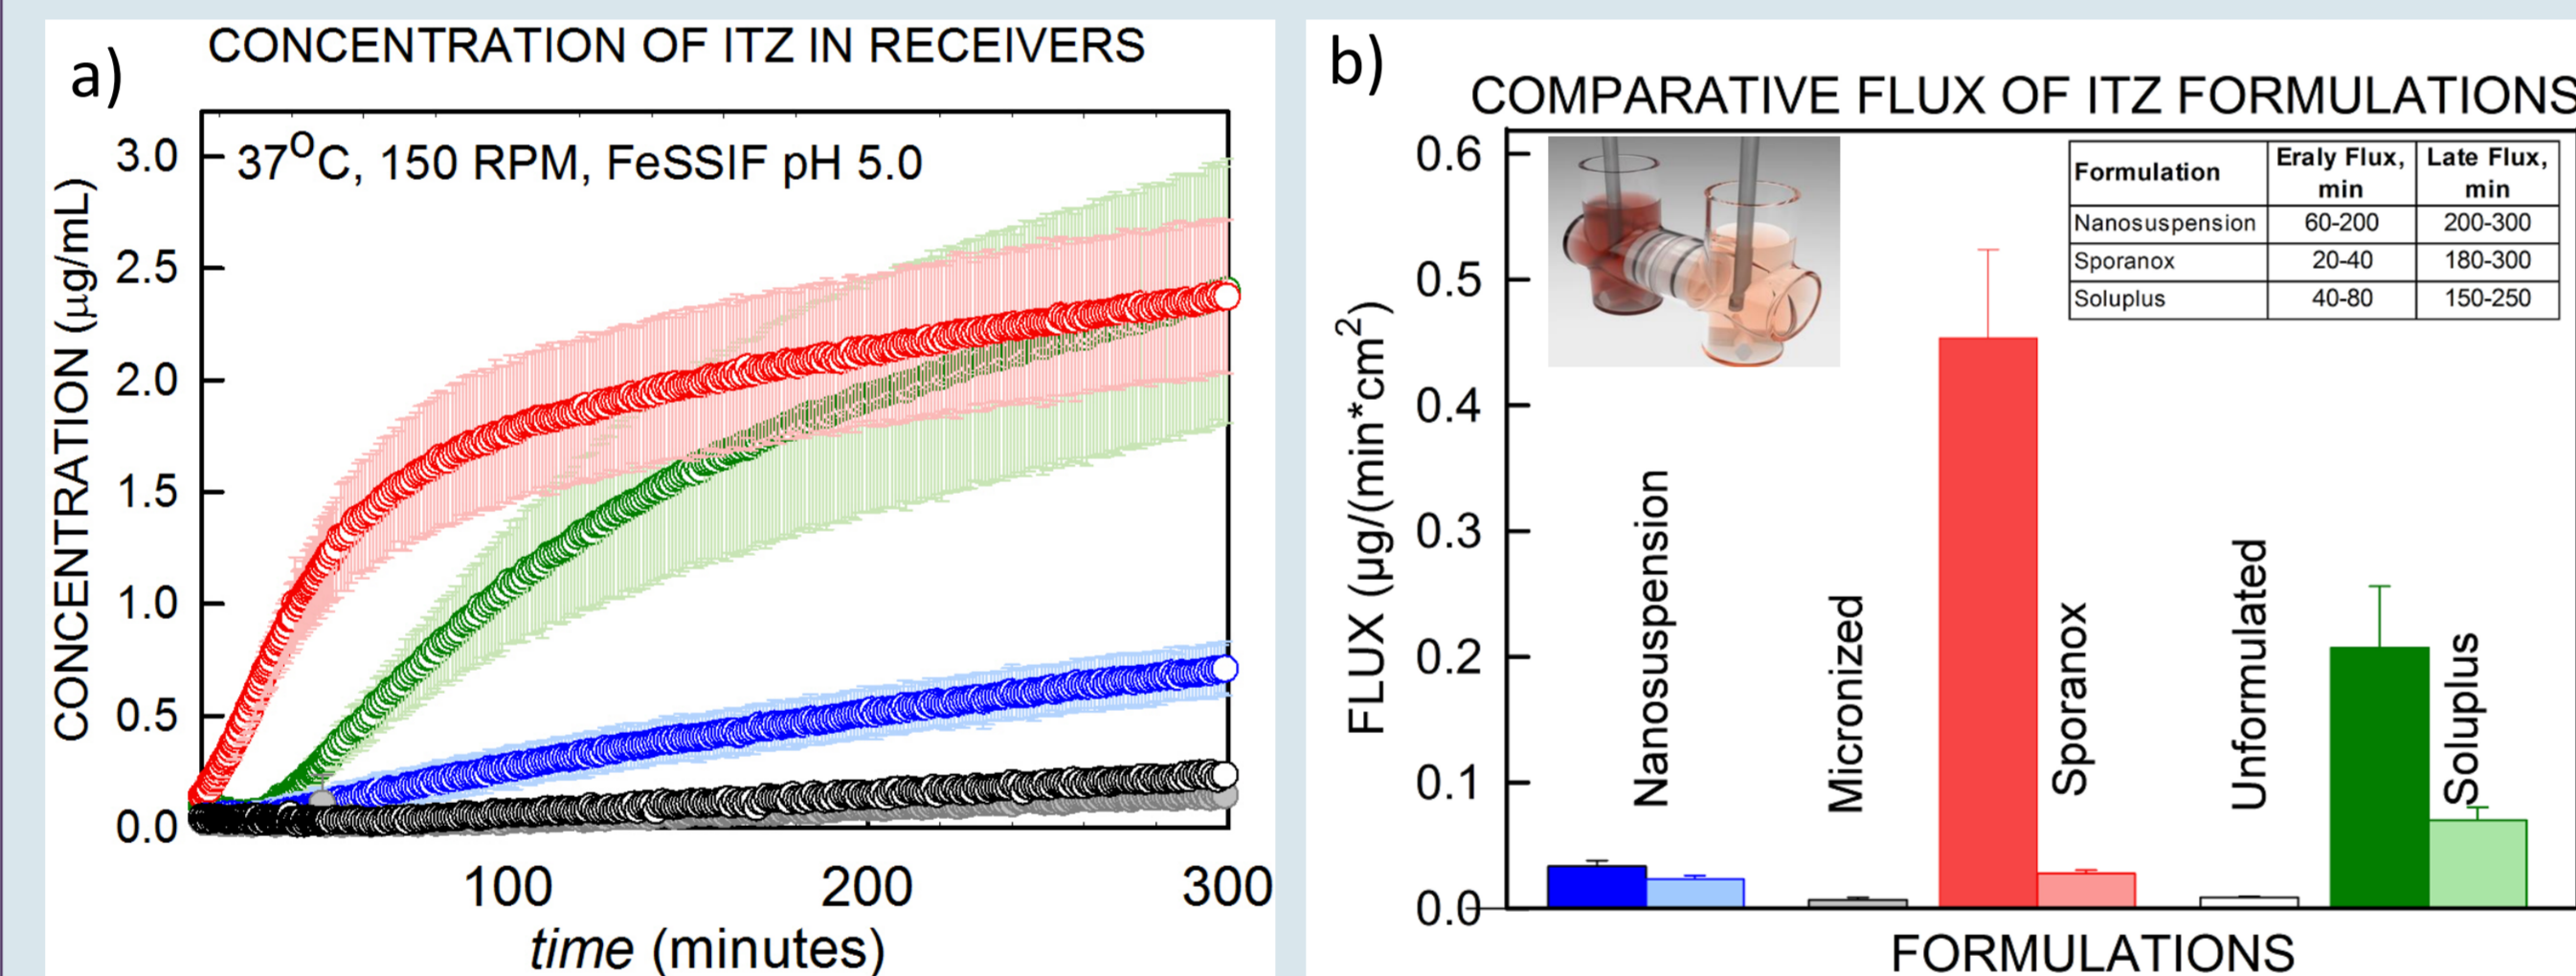 a)
CONCENTRATION OF ITZ IN RECEIVERS
37°C, 150 RPM, FeSSIF pH 5.0
CONCENTRATION (µg/mL)
3.0
2.5
2.0
1.5
1.0
0.5
0.0
100 200 300
time (minutes)
b)
COMPARATIVE FLUX OF ITZ FORMULATIONS
FLUX (µg/(min*cm²)
0.6
0.5
0.4
0.3
0.2
0.1
0.0
Formulation Eraly Flux, min Late Flux, min
Nanosuspension 60-200 200-300
Sporanox 20-40 180-300
Soluplus 40-80 150-250
Nanosuspension
Micronized
Sporanox
Unformulated
Soluplus
FORMULATIONS